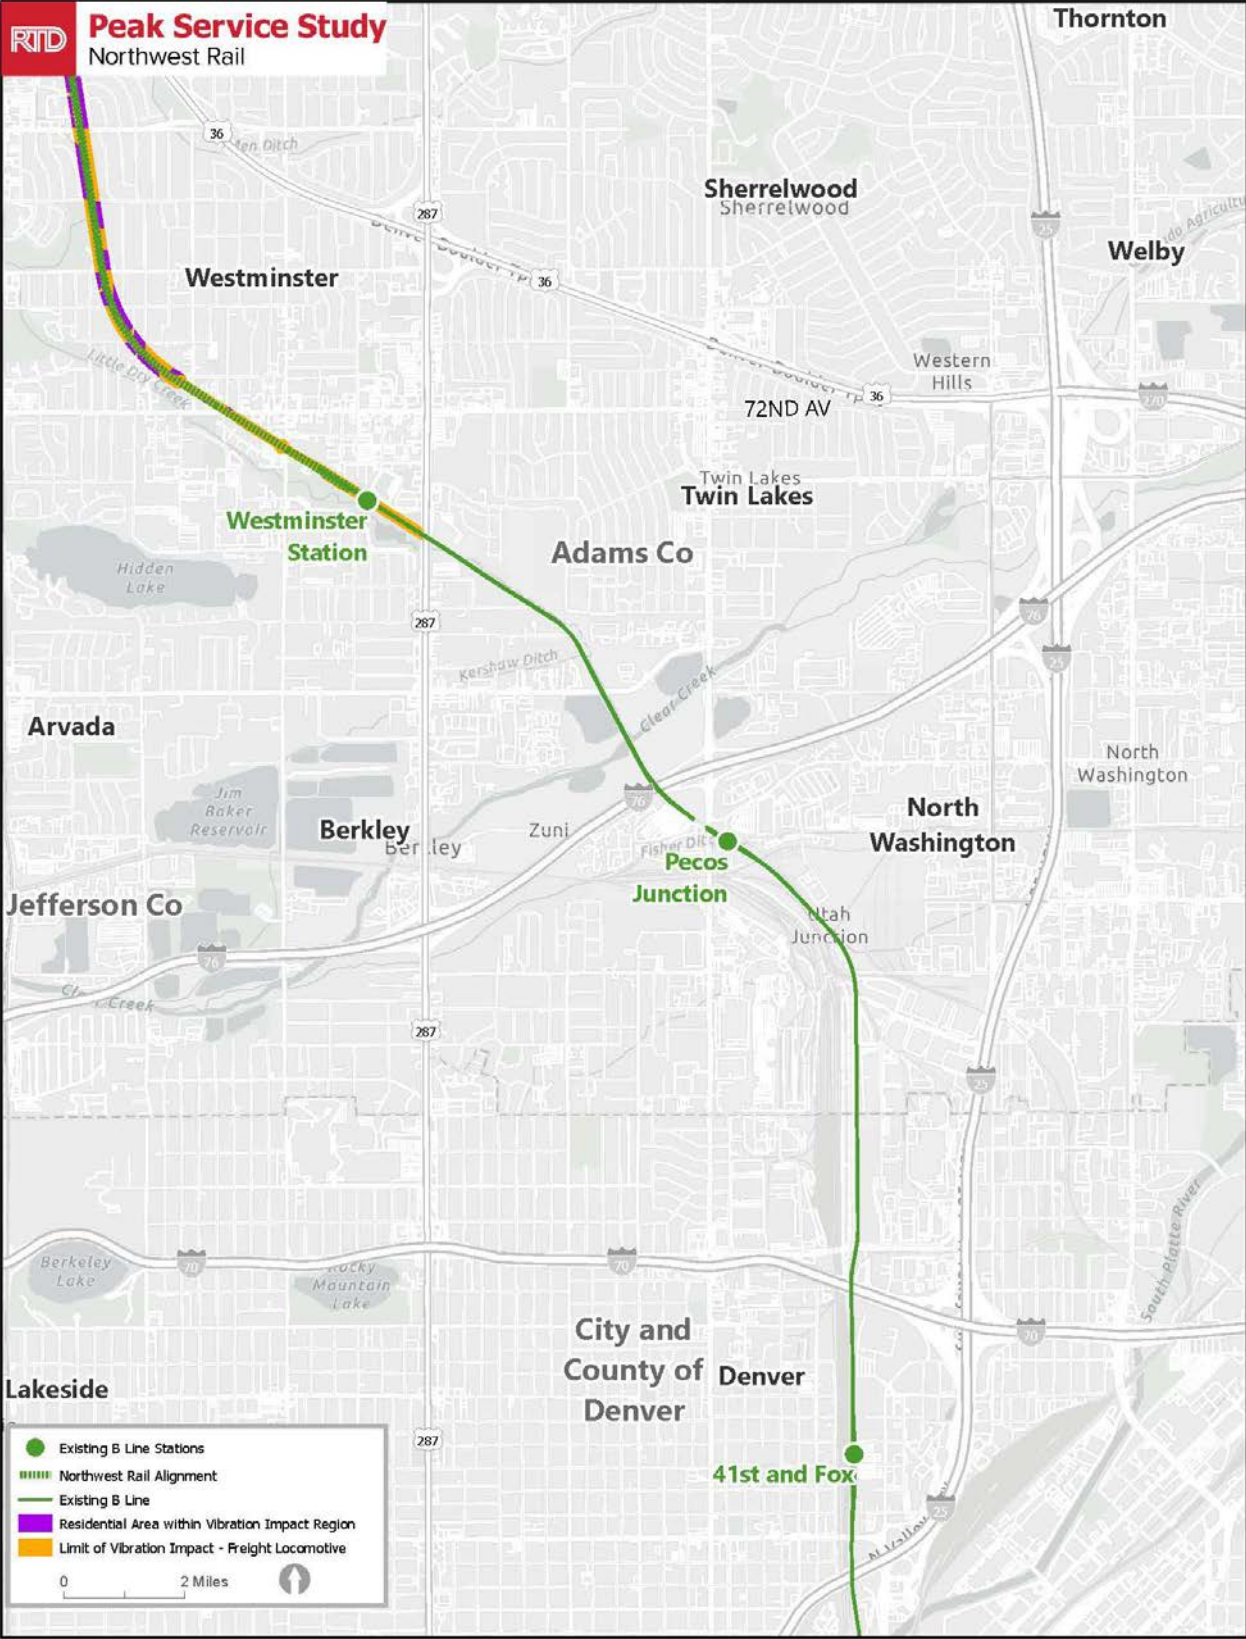 RTD
Peak Service Study
Northwest Rail
Thornton
36
Sherrelwood
Sherrelwood
287
25
Welby
Westminster
36
Western
Hills
36
72ND AV
270
Little Dry Creek
Twin Lakes
Twin Lakes
Westminster
Station
Adams Co
Hidden
Lake
76
287
25
Kershaw Ditch
Clear Creek
Arvada
North
Washington
76
Jim
Baker
Reservoir
Berkley
Zuni
North
Washington
Pecos
Junction
Jefferson Co
Utah
Junction
76
Creek
287
25
South Platte River
Berkeley
Lake
70
Rocky
Mountain
Lake
70
City and
County of
Denver
Denver
70
Lakeside
287
41st and Fox
25
N Valley
Existing B Line Stations
Northwest Rail Alignment
Existing B Line
Residential Area within Vibration Impact Region
Limit of Vibration Impact - Freight Locomotive
0 2 Miles